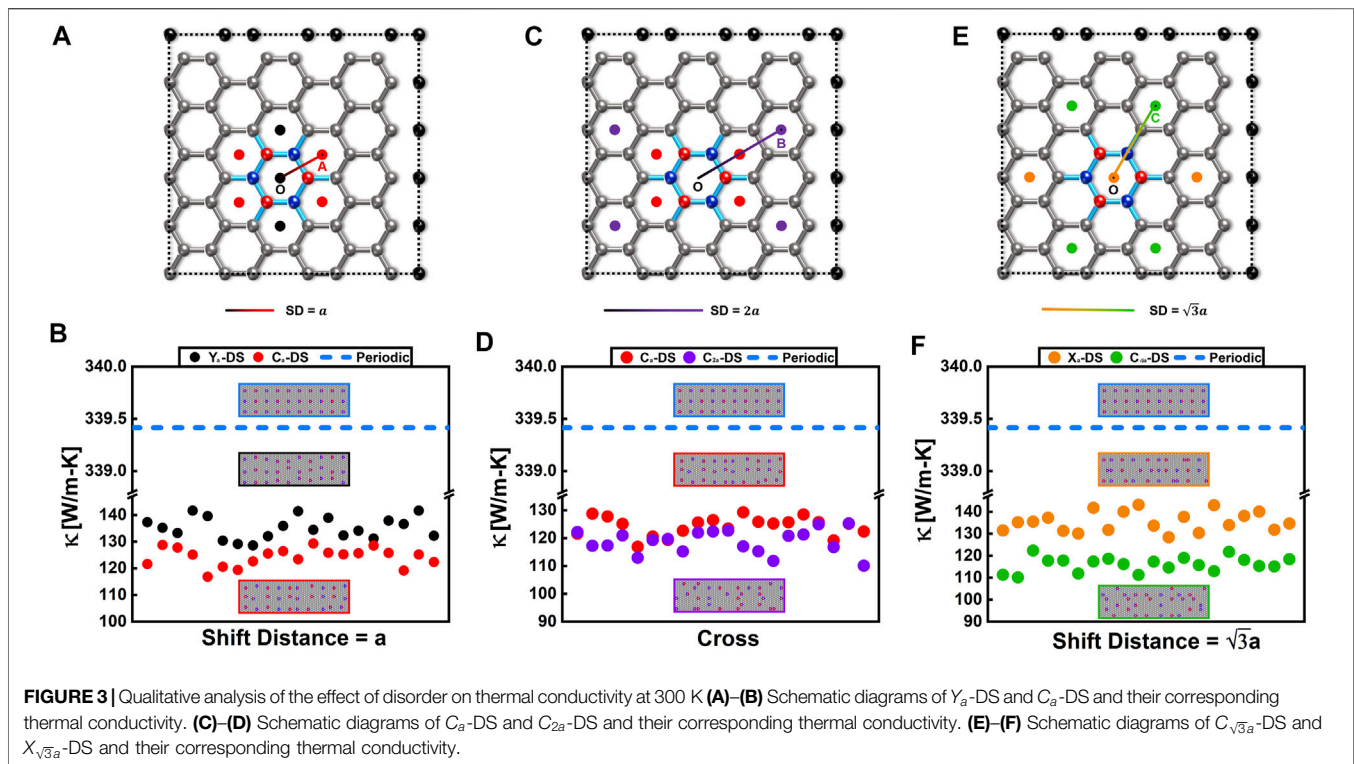 A
C
E
O
A
O
B
O
C
SD = a
SD = 2a
SD = √3a
B
D
F
Yₐ-DS Cₐ-DS Periodic
Cₐ-DS C₂ₐ-DS Periodic
Xₐ-DS Periodic
340.0
339.5
339.0
140
130
120
110
100
κ [W/m-K]
Shift Distance = a
340.0
339.5
339.0
130
120
110
100
90
κ [W/m-K]
Cross
340.0
339.5
339.0
150
140
130
120
110
100
90
κ [W/m-K]
Shift Distance = √3a
FIGURE 3 | Qualitative analysis of the effect of disorder on thermal conductivity at 300 K (A)–(B) Schematic diagrams of Yₐ-DS and Cₐ-DS and their corresponding
thermal conductivity. (C)–(D) Schematic diagrams of Cₐ-DS and C₂ₐ-DS and their corresponding thermal conductivity. (E)–(F) Schematic diagrams of C√3ₐ-DS and
X√3ₐ-DS and their corresponding thermal conductivity.